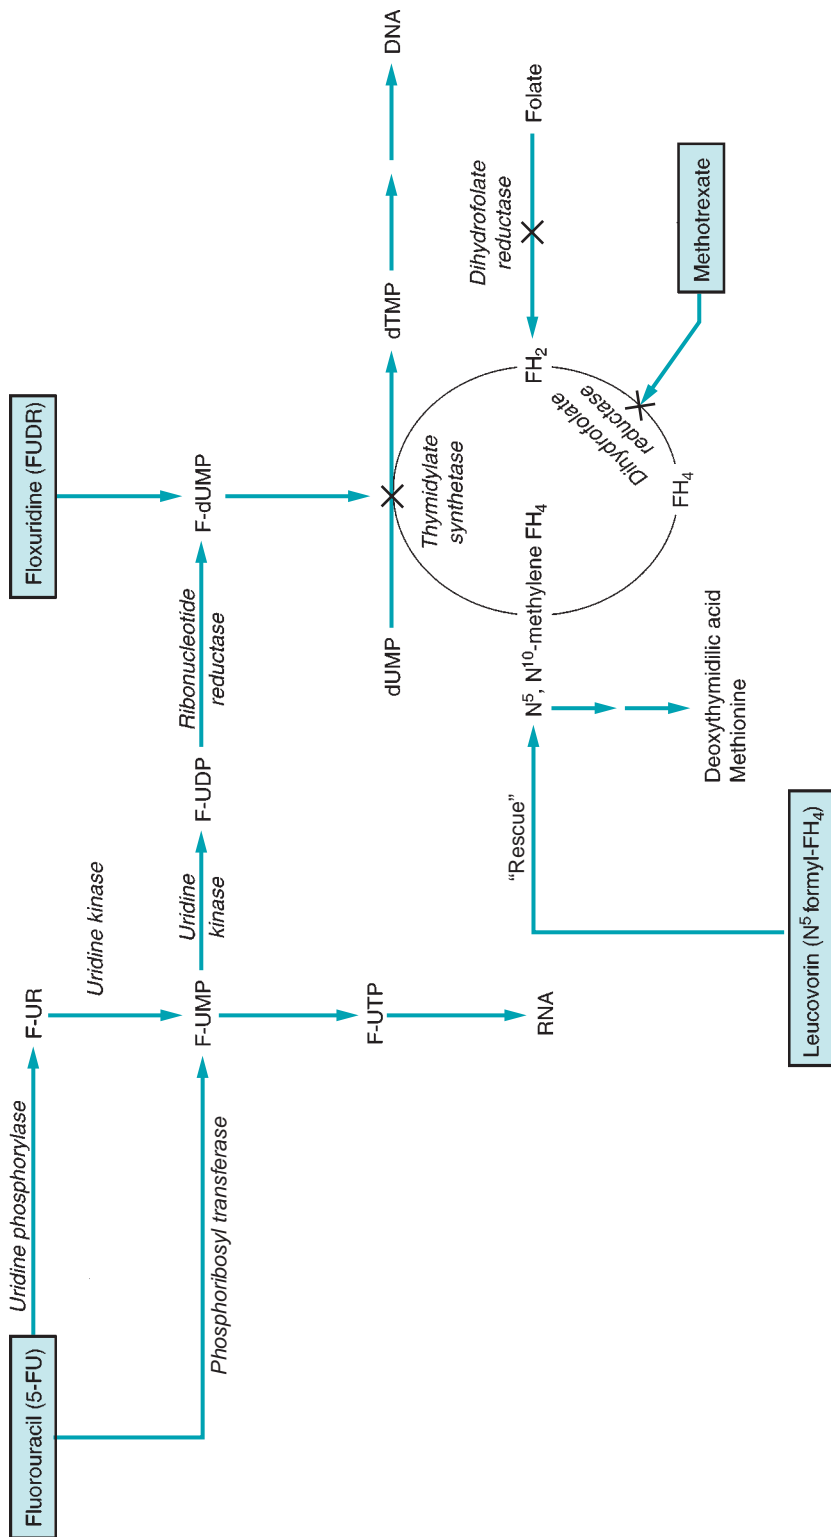 Fluorouracil (5-FU)
Uridine phosphorylase
F-UR
Uridine kinase
Phosphoribosyl transferase
F-UMP
Uridine
kinase
F-UDP
Ribonucleotide
reductase
F-dUMP
Floxuridine (FUDR)
F-UTP
RNA
dUMP
Thymidylate
synthetase
dTMP
DNA
"Rescue"
N⁵, N¹⁰-methylene FH₄
FH₂
Dihydrofolate
reductase
Folate
Dihydrofolate
reductase
FH₄
Methotrexate
Deoxythymidilic acid
Methionine
Leucovorin (N⁵ formyl-FH₄)